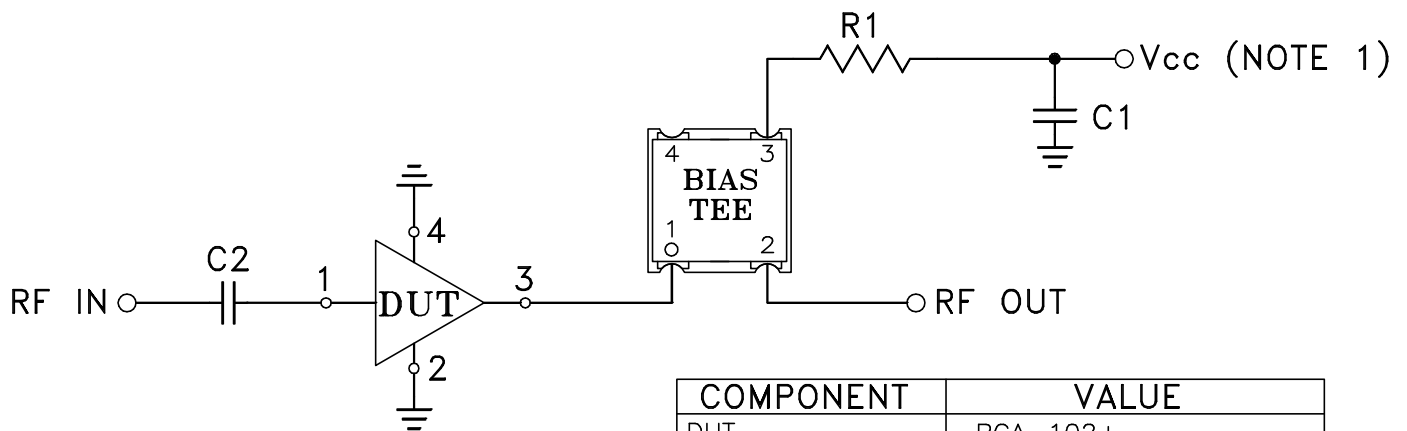 R1
Vcc (NOTE 1)
C1
4 3
BIAS
TEE
1 2
4
C2
RF IN
1
DUT
3
RF OUT
2
COMPONENT VALUE
DUT